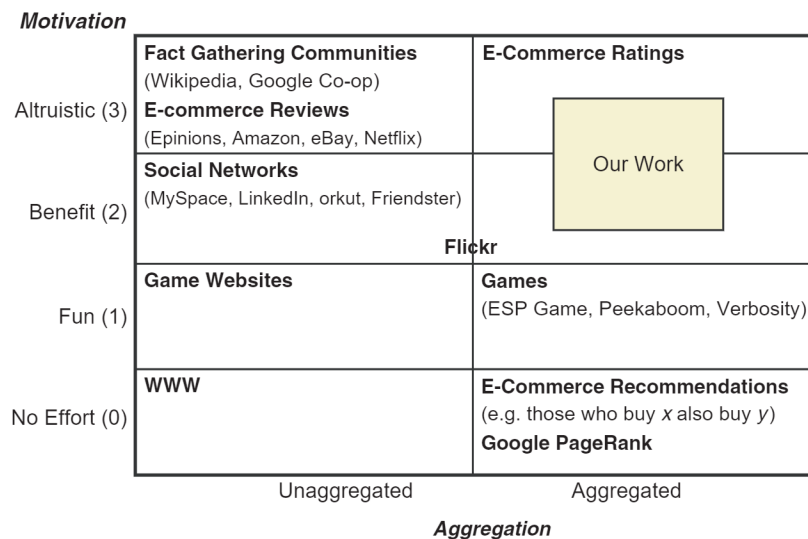 Motivation
Fact Gathering Communities
(Wikipedia, Google Co-op)
E-commerce Reviews
(Epinions, Amazon, eBay, Netflix)
E-Commerce Ratings
Altruistic (3)
Our Work
Social Networks
(MySpace, LinkedIn, orkut, Friendster)
Benefit (2)
Flickr
Game Websites
Games
(ESP Game, Peekaboom, Verbosity)
Fun (1)
WWW
E-Commerce Recommendations
(e.g. those who buy x also buy y)
Google PageRank
No Effort (0)
Unaggregated
Aggregated
Aggregation